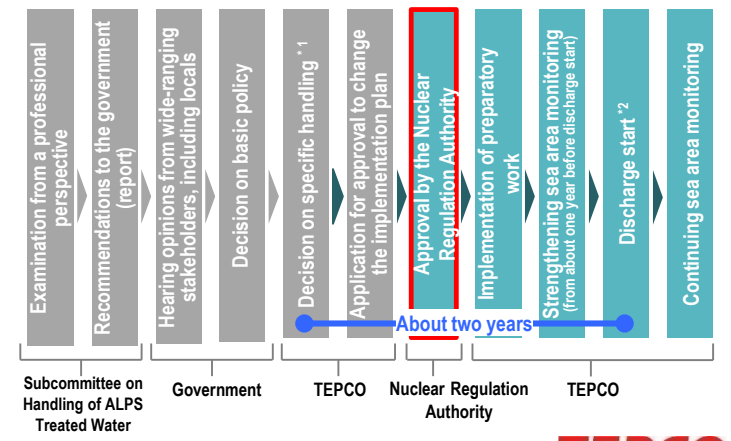 Examination from a professional
perspective
Recommendations to the government
(report)
Hearing opinions from wide-ranging
stakeholders, including locals
Decision on basic policy
Decision on specific handling *1
Application for approval to change
the implementation plan
Approval by the Nuclear
Regulation Authority
Implementation of preparatory
work
Strengthening sea area monitoring
(from about one year before discharge start)
Discharge start *2
Continuing sea area monitoring
About two years
Subcommittee on
Handling of ALPS
Treated Water
Government
TEPCO
Nuclear Regulation
Authority
TEPCO
TEPCO